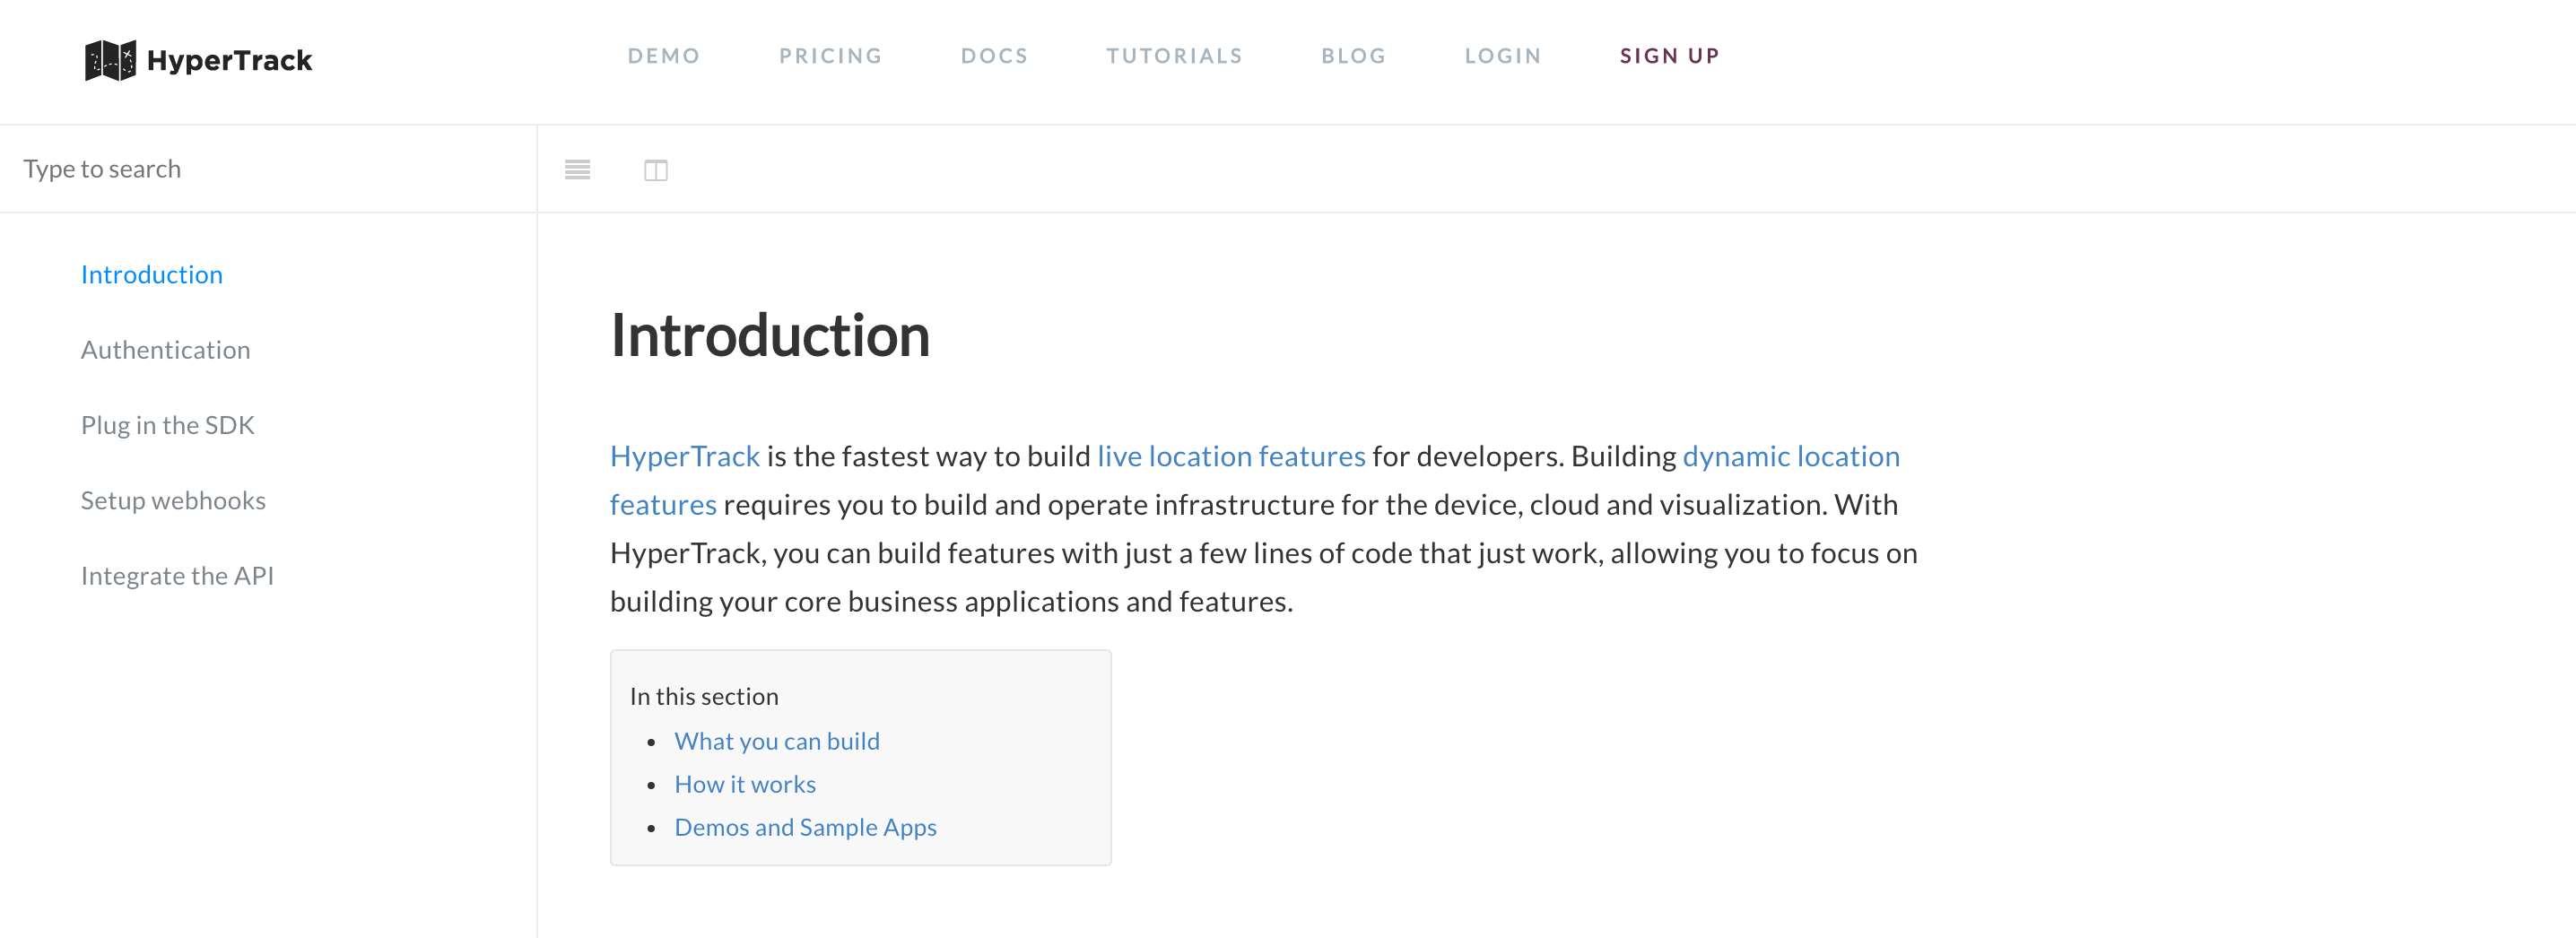 HyperTrack
DEMO
PRICING
DOCS
TUTORIALS
BLOG
LOGIN
SIGN UP
Type to search
Introduction
Authentication
Plug in the SDK
Setup webhooks
Integrate the API
Introduction
HyperTrack is the fastest way to build live location features for developers. Building dynamic location
features requires you to build and operate infrastructure for the device, cloud and visualization. With
HyperTrack, you can build features with just a few lines of code that just work, allowing you to focus on
building your core business applications and features.
In this section
• What you can build
• How it works
• Demos and Sample Apps